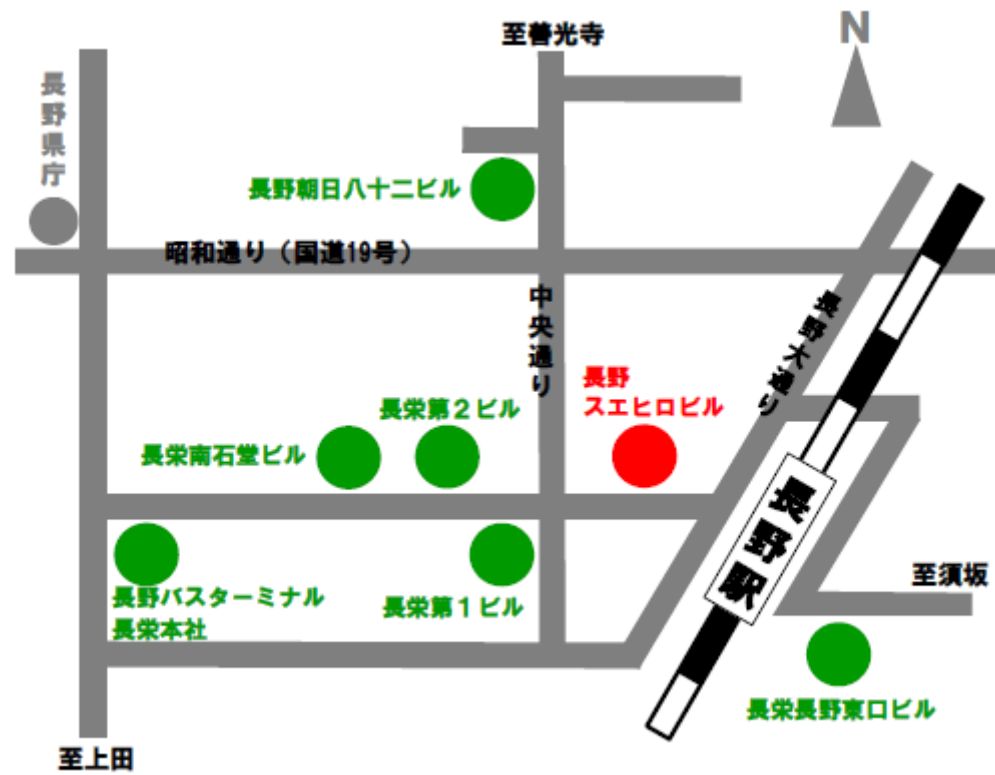 至善光寺
N
長野県庁
長野朝日八十二ビル
昭和通り（国道19号）
中央通り
長野大通り
長野
スエヒロビル
長栄第２ビル
長栄南石堂ビル
長野駅
至須坂
長野バスターミナル
長栄本社
長栄第１ビル
長栄長野東口ビル
至上田